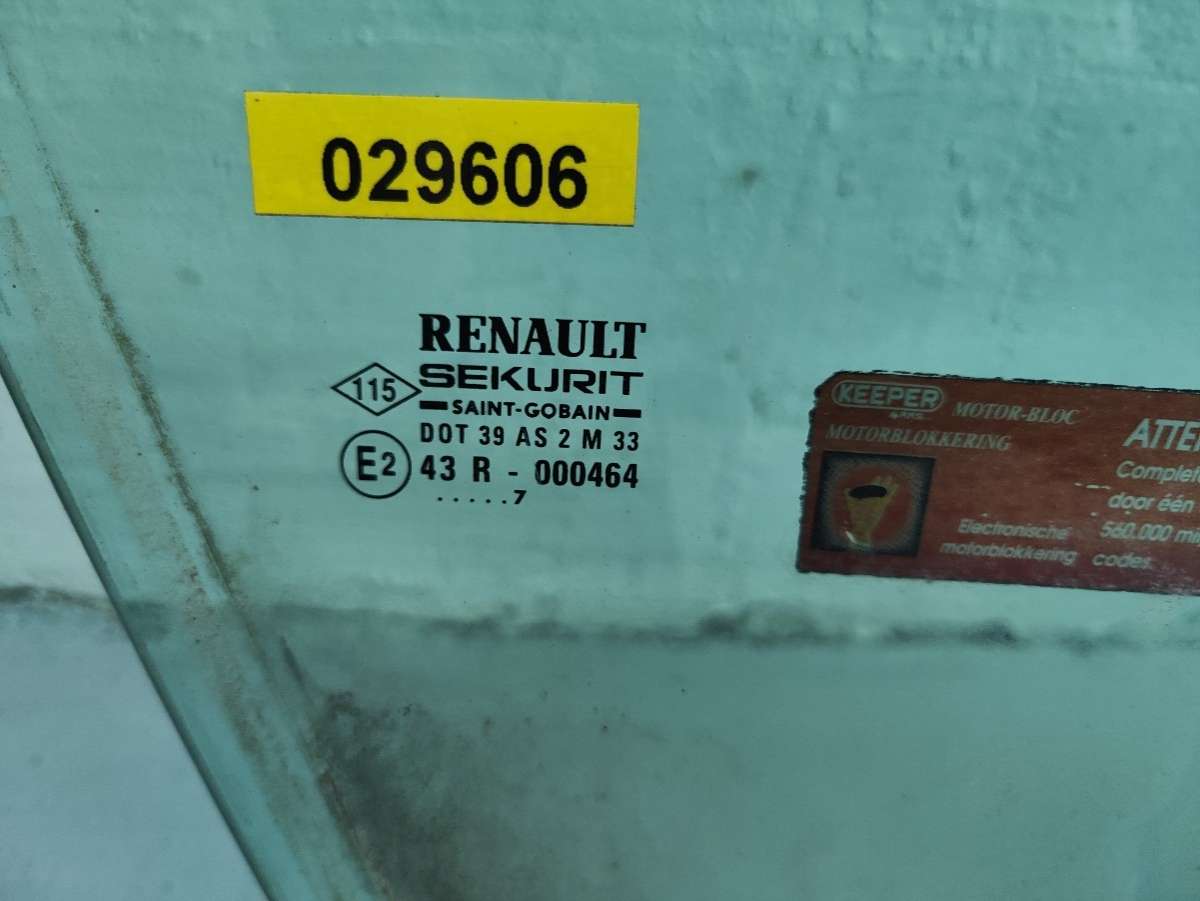 029606
RENAULT
115 SEKURIT
SAINT-GOBAIN
DOT 39 AS 2 M 33
E2 43 R - 000464
.....7
KEEPER
MOTOR-BLOC
MOTORBLOKKERING
ATTE
Complet
door één
Electronische
motorblokkering
560.000 mi
codes